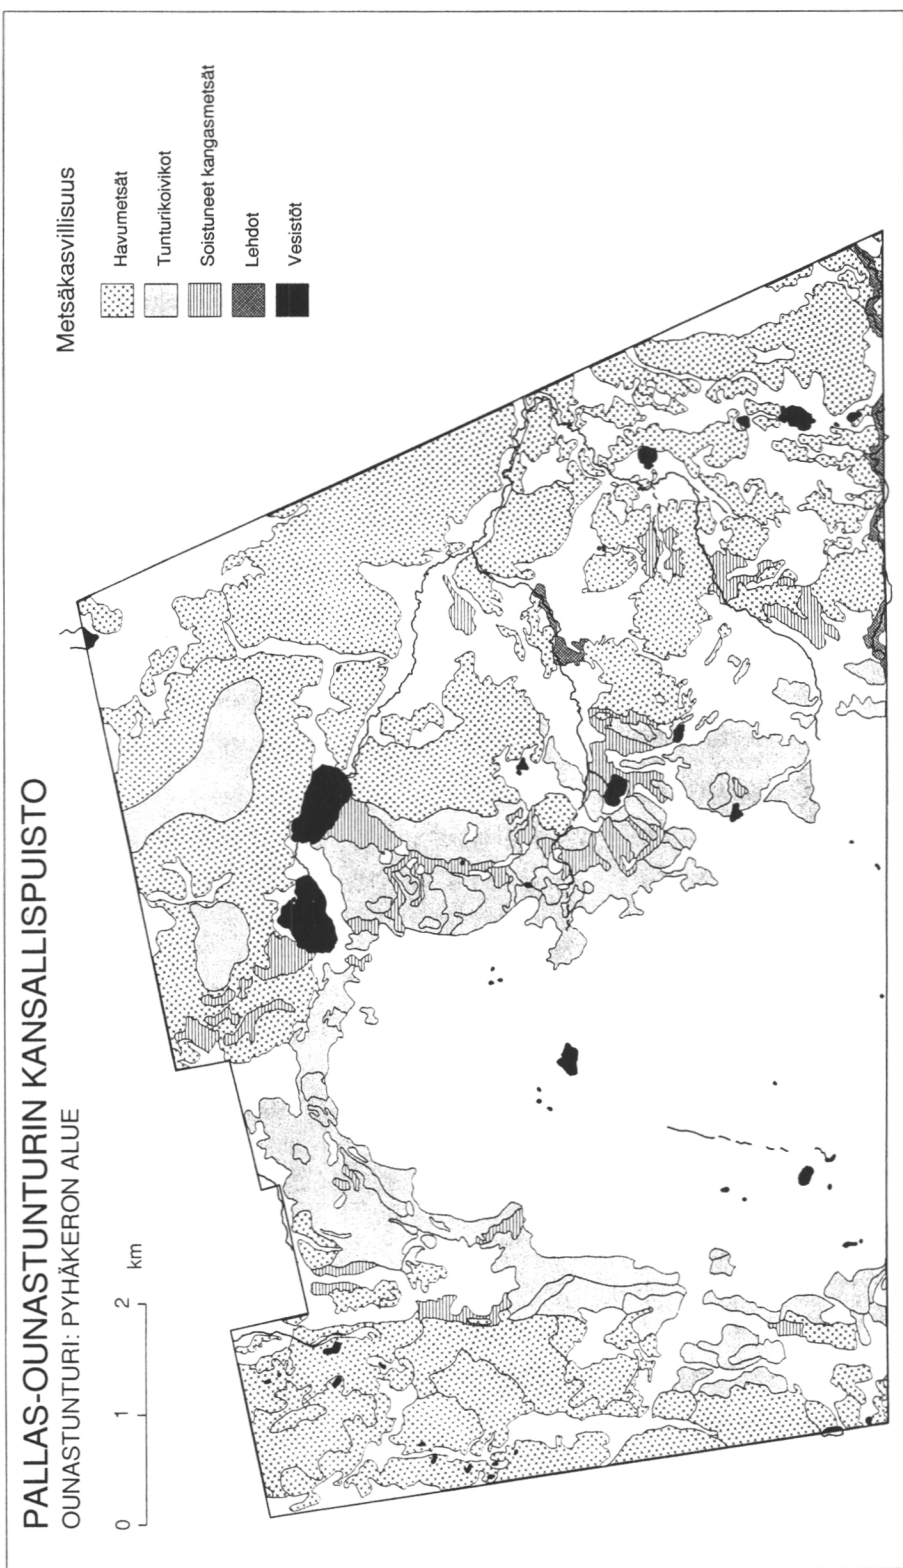 PALLAS-OUNASTUNTURIN KANSALLISPUISTO
OUNASTUNTURI: PYHÄKERON ALUE
0 1 2 km
Metsäkasvillisuus
Havumetsät
Tunturikoivikot
Soistuneet kangasmetsät
Lehdot
Vesistöt